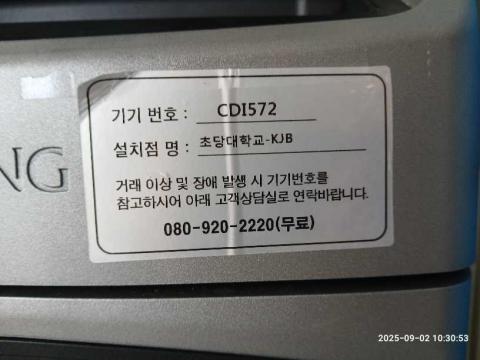 기기 번호 : CDI572
설치점 명 : 초당대학교-KJB
NG
거래 이상 및 장애 발생 시 기기번호를
참고하시어 아래 고객상담실로 연락바랍니다.
080-920-2220(무료)
2025-09-02 10:30:53